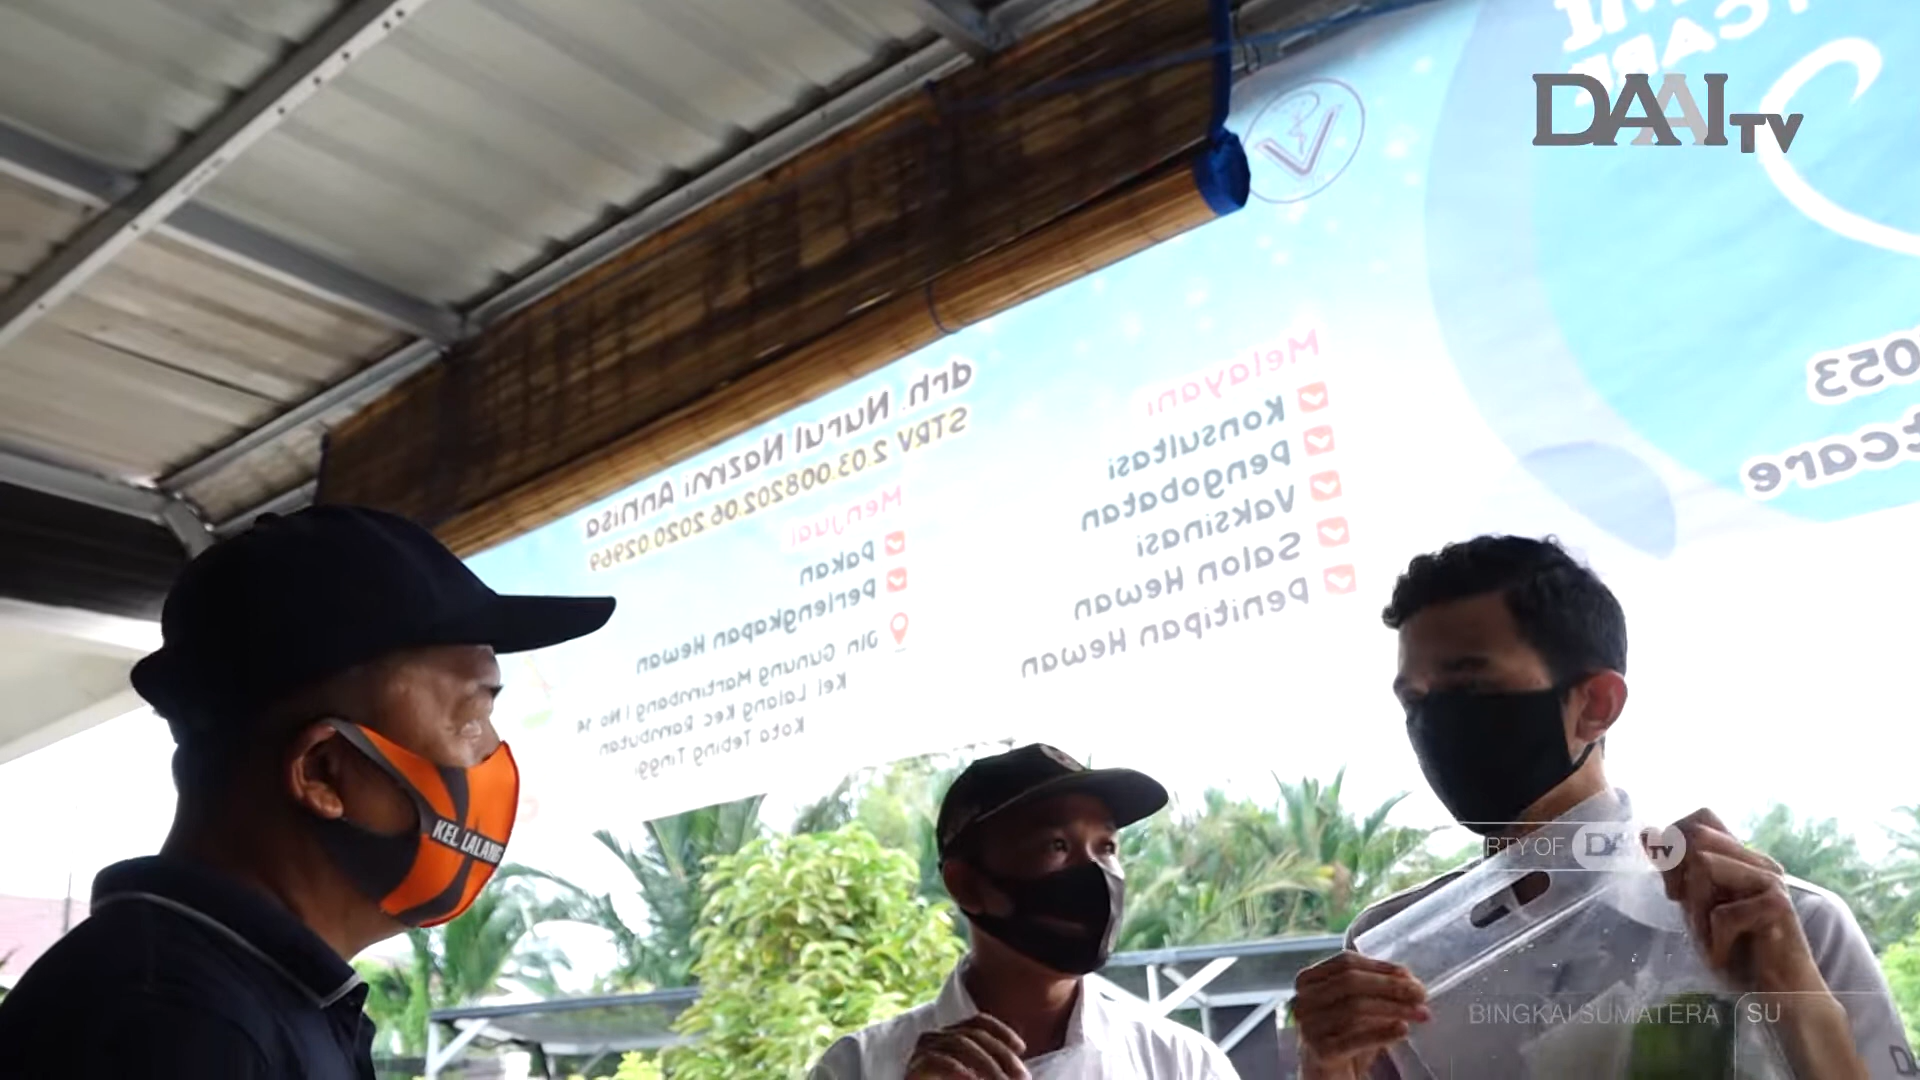 DAAI TV
053
tcare
drh. Nurul Nazmi Annisa
STRV 2.03.008202.06.2020.02969
Menjual
Pakan
Perlengkapan Hewan
Jln. Gunung Martimbang I No. 14
Kel Lalang Kec Rambutan
Kota Tebing Tinggi
Melayani
Konsultasi
Pengobatan
Vaksinasi
Salon Hewan
Penitipan Hewan
KEL LALANG
RTY OF DAAI TV
BINGKAI SUMATERA SU